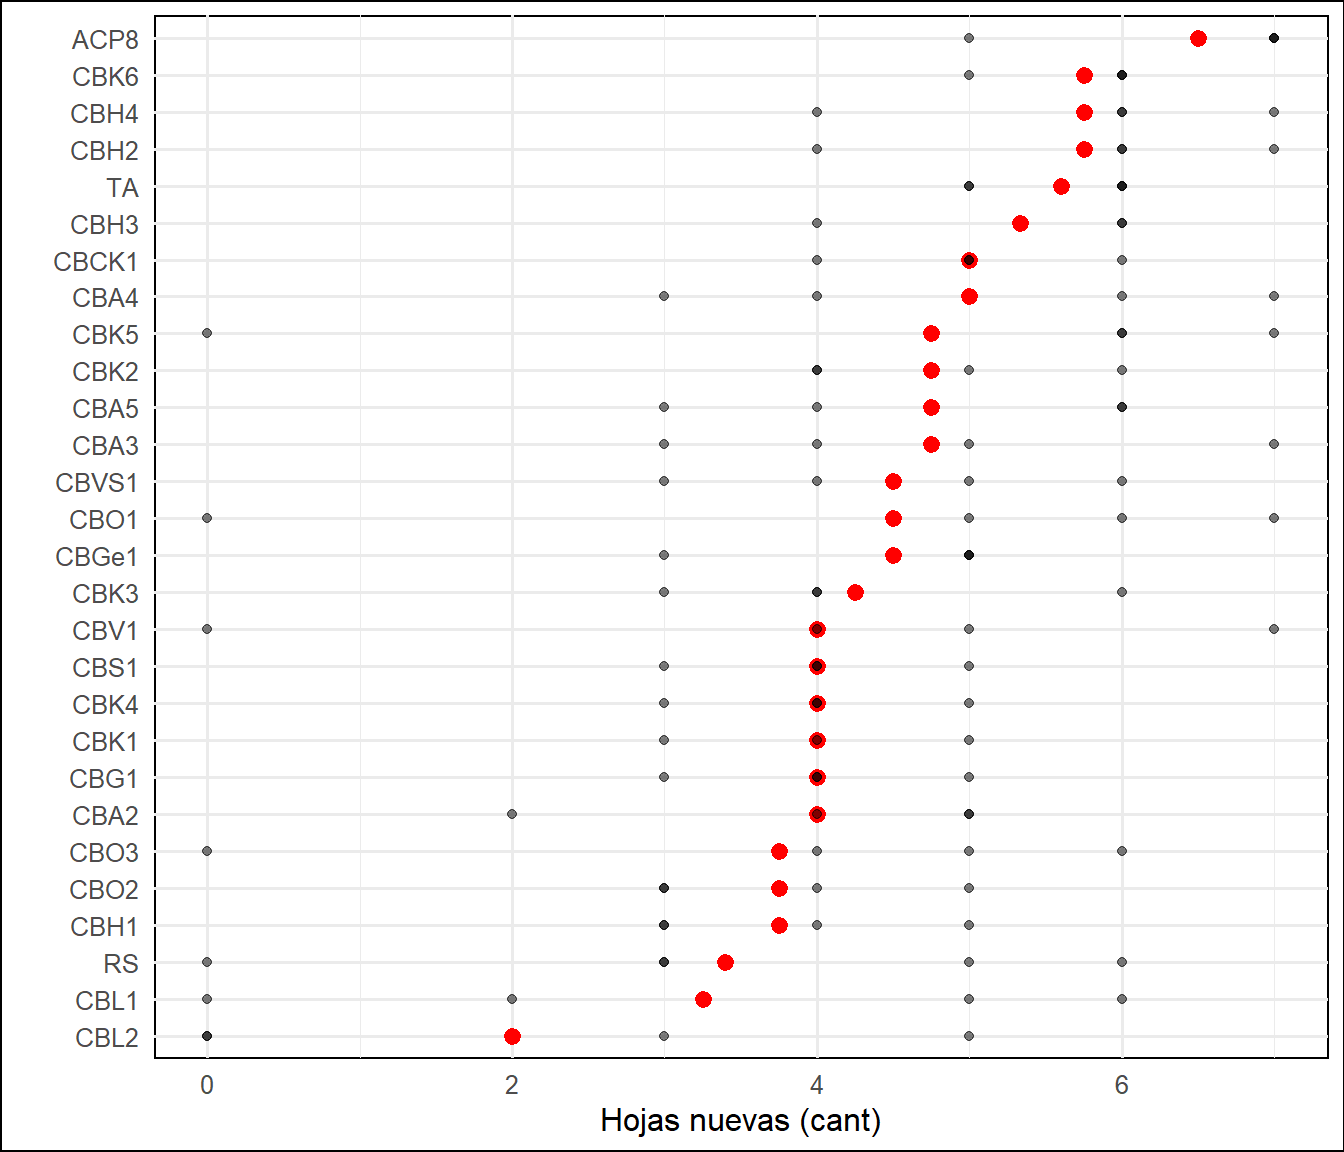 ACP8
CBK6
CBH4
CBH2
TA
CBH3
CBCK1
CBA4
CBK5
CBK2
CBA5
CBA3
CBVS1
CBO1
CBGe1
CBK3
CBV1
CBS1
CBK4
CBK1
CBG1
CBA2
CBO3
CBO2
CBH1
RS
CBL1
CBL2
0 2 4 6
Hojas nuevas (cant)